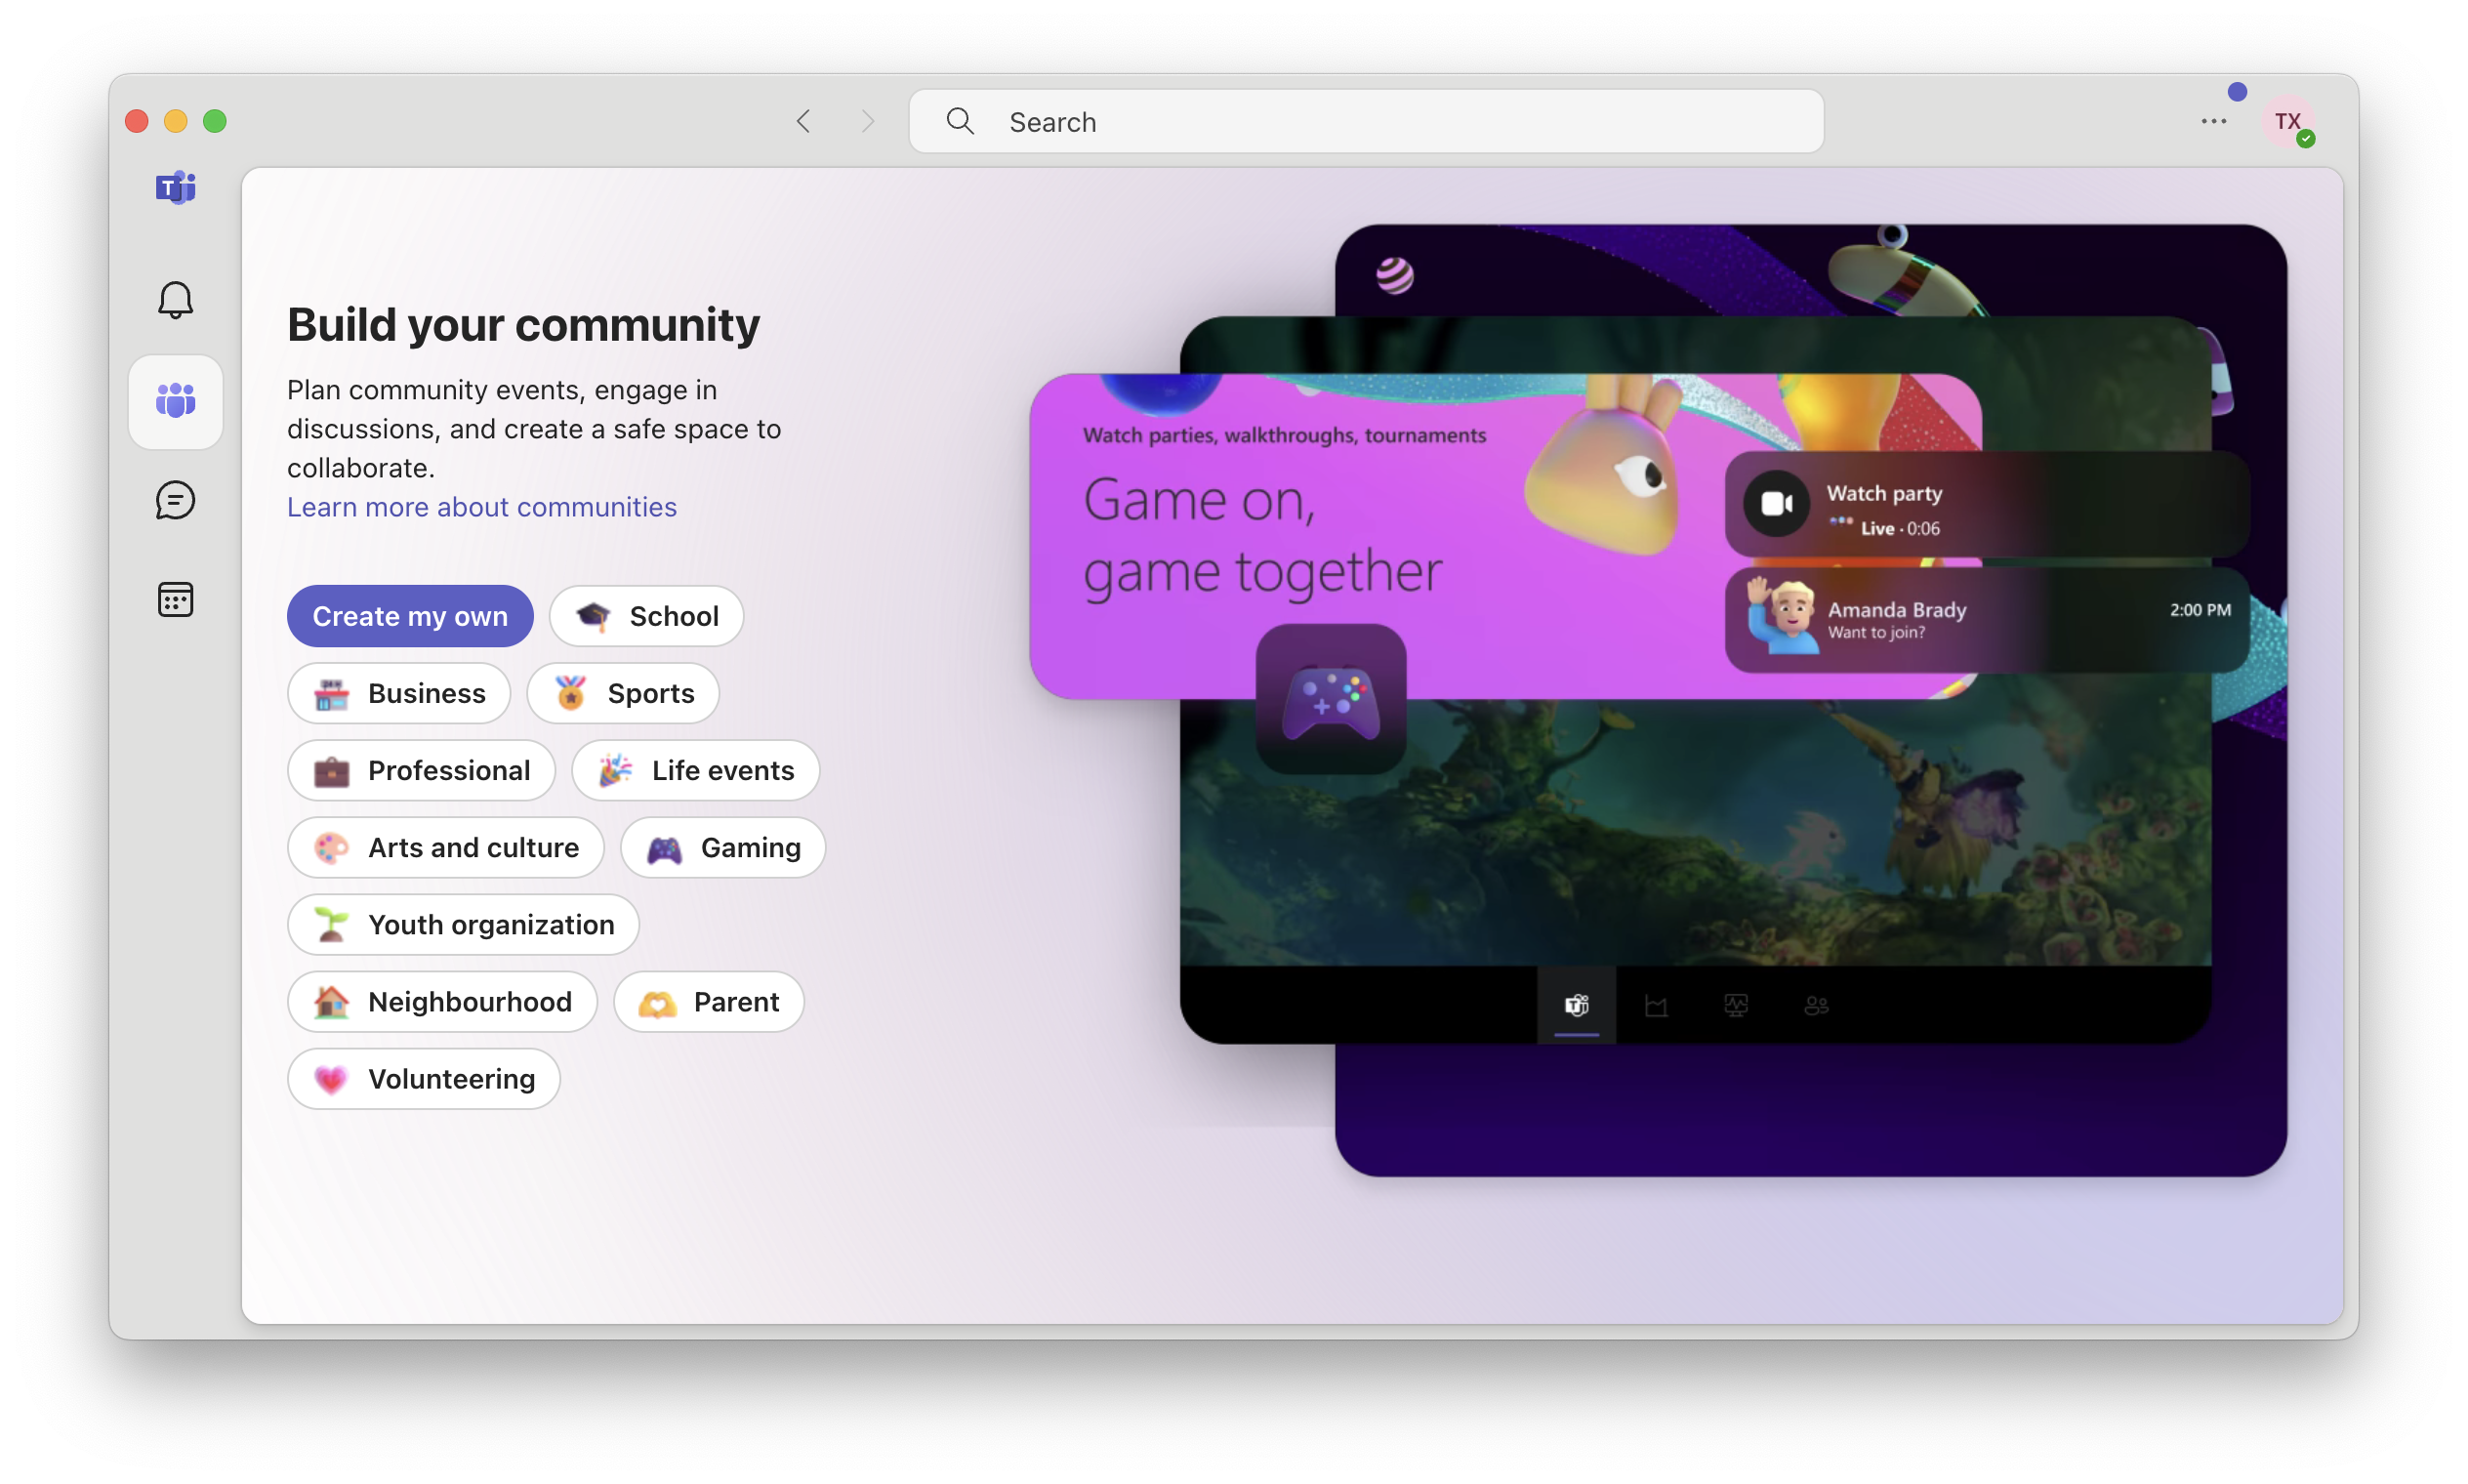 Search
TX
T
Build your community
Plan community events, engage in
discussions, and create a safe space to
collaborate.
Learn more about communities
Create my own
School
Business
Sports
Professional
Life events
Arts and culture
Gaming
Youth organization
Neighbourhood
Parent
Volunteering
Watch parties, walkthroughs, tournaments
Game on,
game together
Watch party
Live · 0:06
Amanda Brady
2:00 PM
Want to join?
T